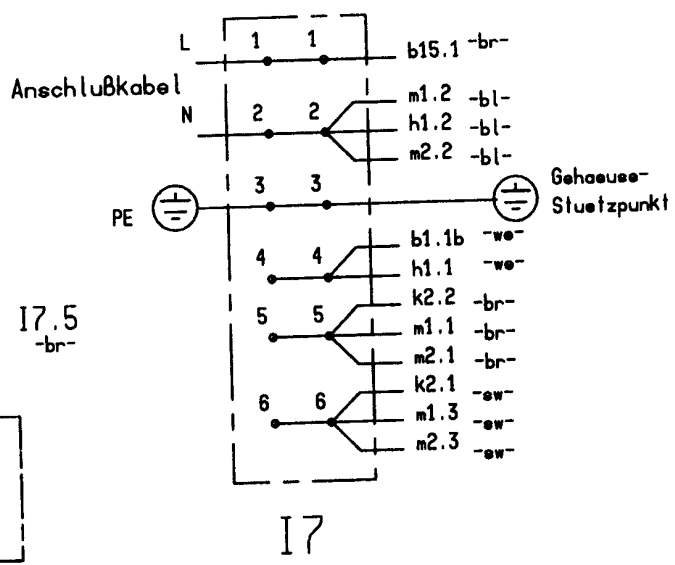 L 1 1 b15.1 -br-
Anschlußkabel
N 2 2 m1.2 -bl-
h1.2 -bl-
m2.2 -bl-
PE 3 3 Gehaeuse-
Stuetzpunkt
4 4 b1.1b -we-
h1.1 -we-
I7.5
-br-
5 5 k2.2 -br-
m1.1 -br-
m2.1 -br-
6 6 k2.1 -sw-
m1.3 -sw-
m2.3 -sw-
I7